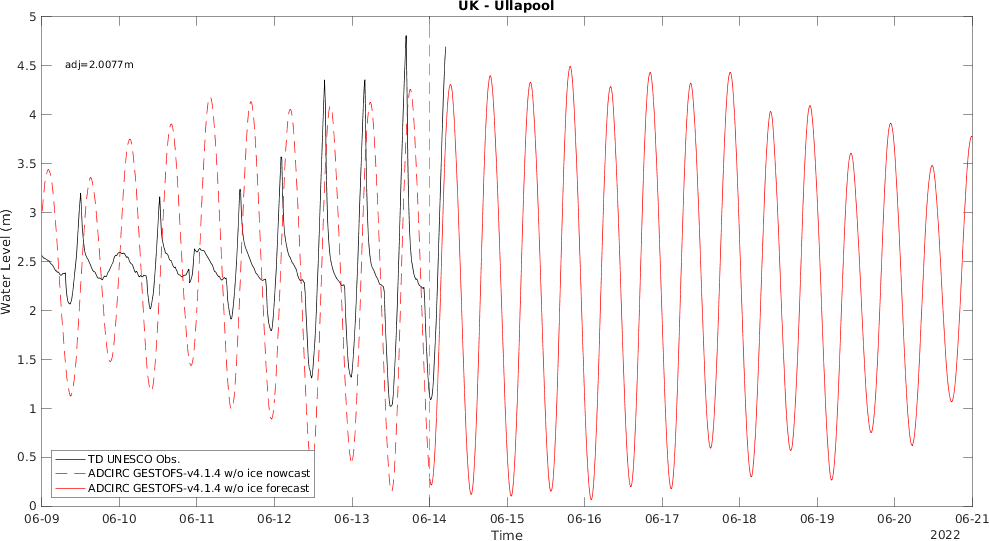 UK - Ullapool
5
4.5
4
3.5
3
2.5
2
1.5
1
0.5
0
Water Level (m)
adj=2.0077m
TD UNESCO Obs.
ADCIRC GESTOFS-v4.1.4 w/o ice nowcast
ADCIRC GESTOFS-v4.1.4 w/o ice forecast
06-09 06-10 06-11 06-12 06-13 06-14 06-15 06-16 06-17 06-18 06-19 06-20 06-21
Time
2022